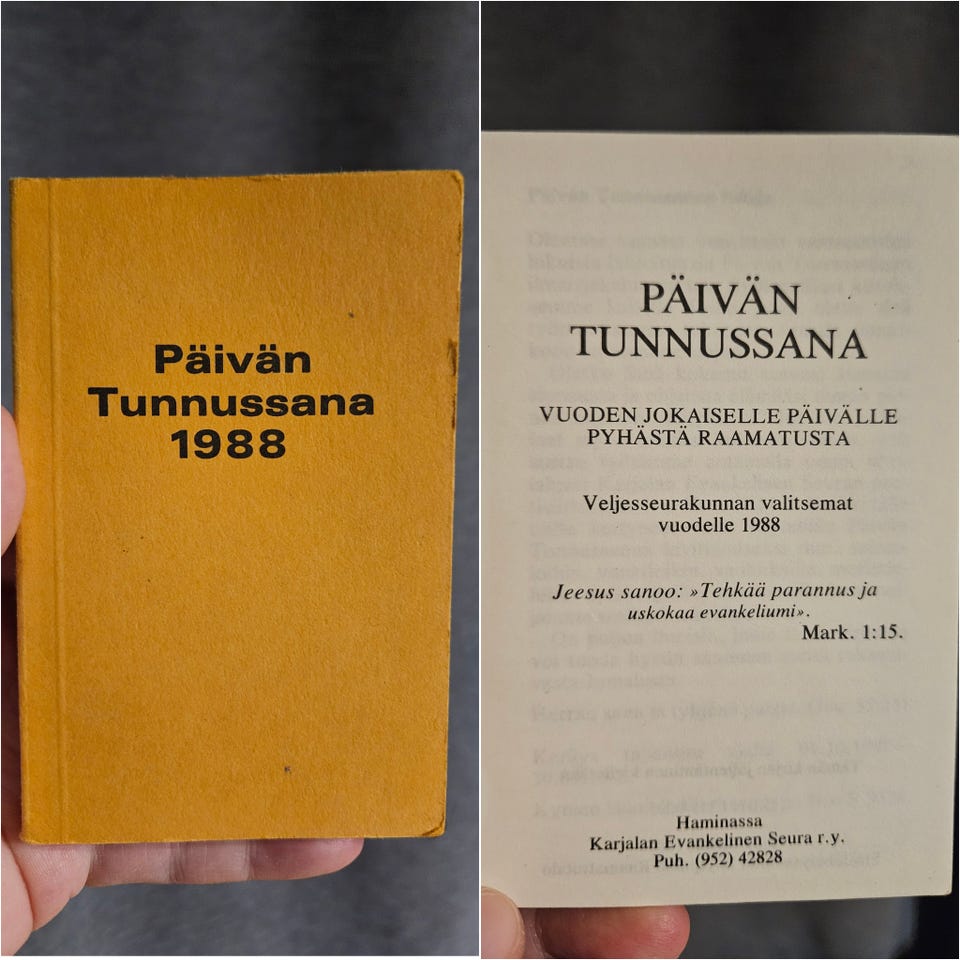 Päivän
Tunnussana
1988
PÄIVÄN
TUNNUSSANA
VUODEN JOKAISELLE PÄIVÄLLE
PYHÄSTÄ RAAMATUSTA
Veljesseurakunnan valitsemat
vuodelle 1988
Jeesus sanoo: »Tehkää parannus ja
uskokaa evankeliumi».
Mark. 1:15.
Haminassa
Karjalan Evankelinen Seura r.y.
Puh. (952) 42828